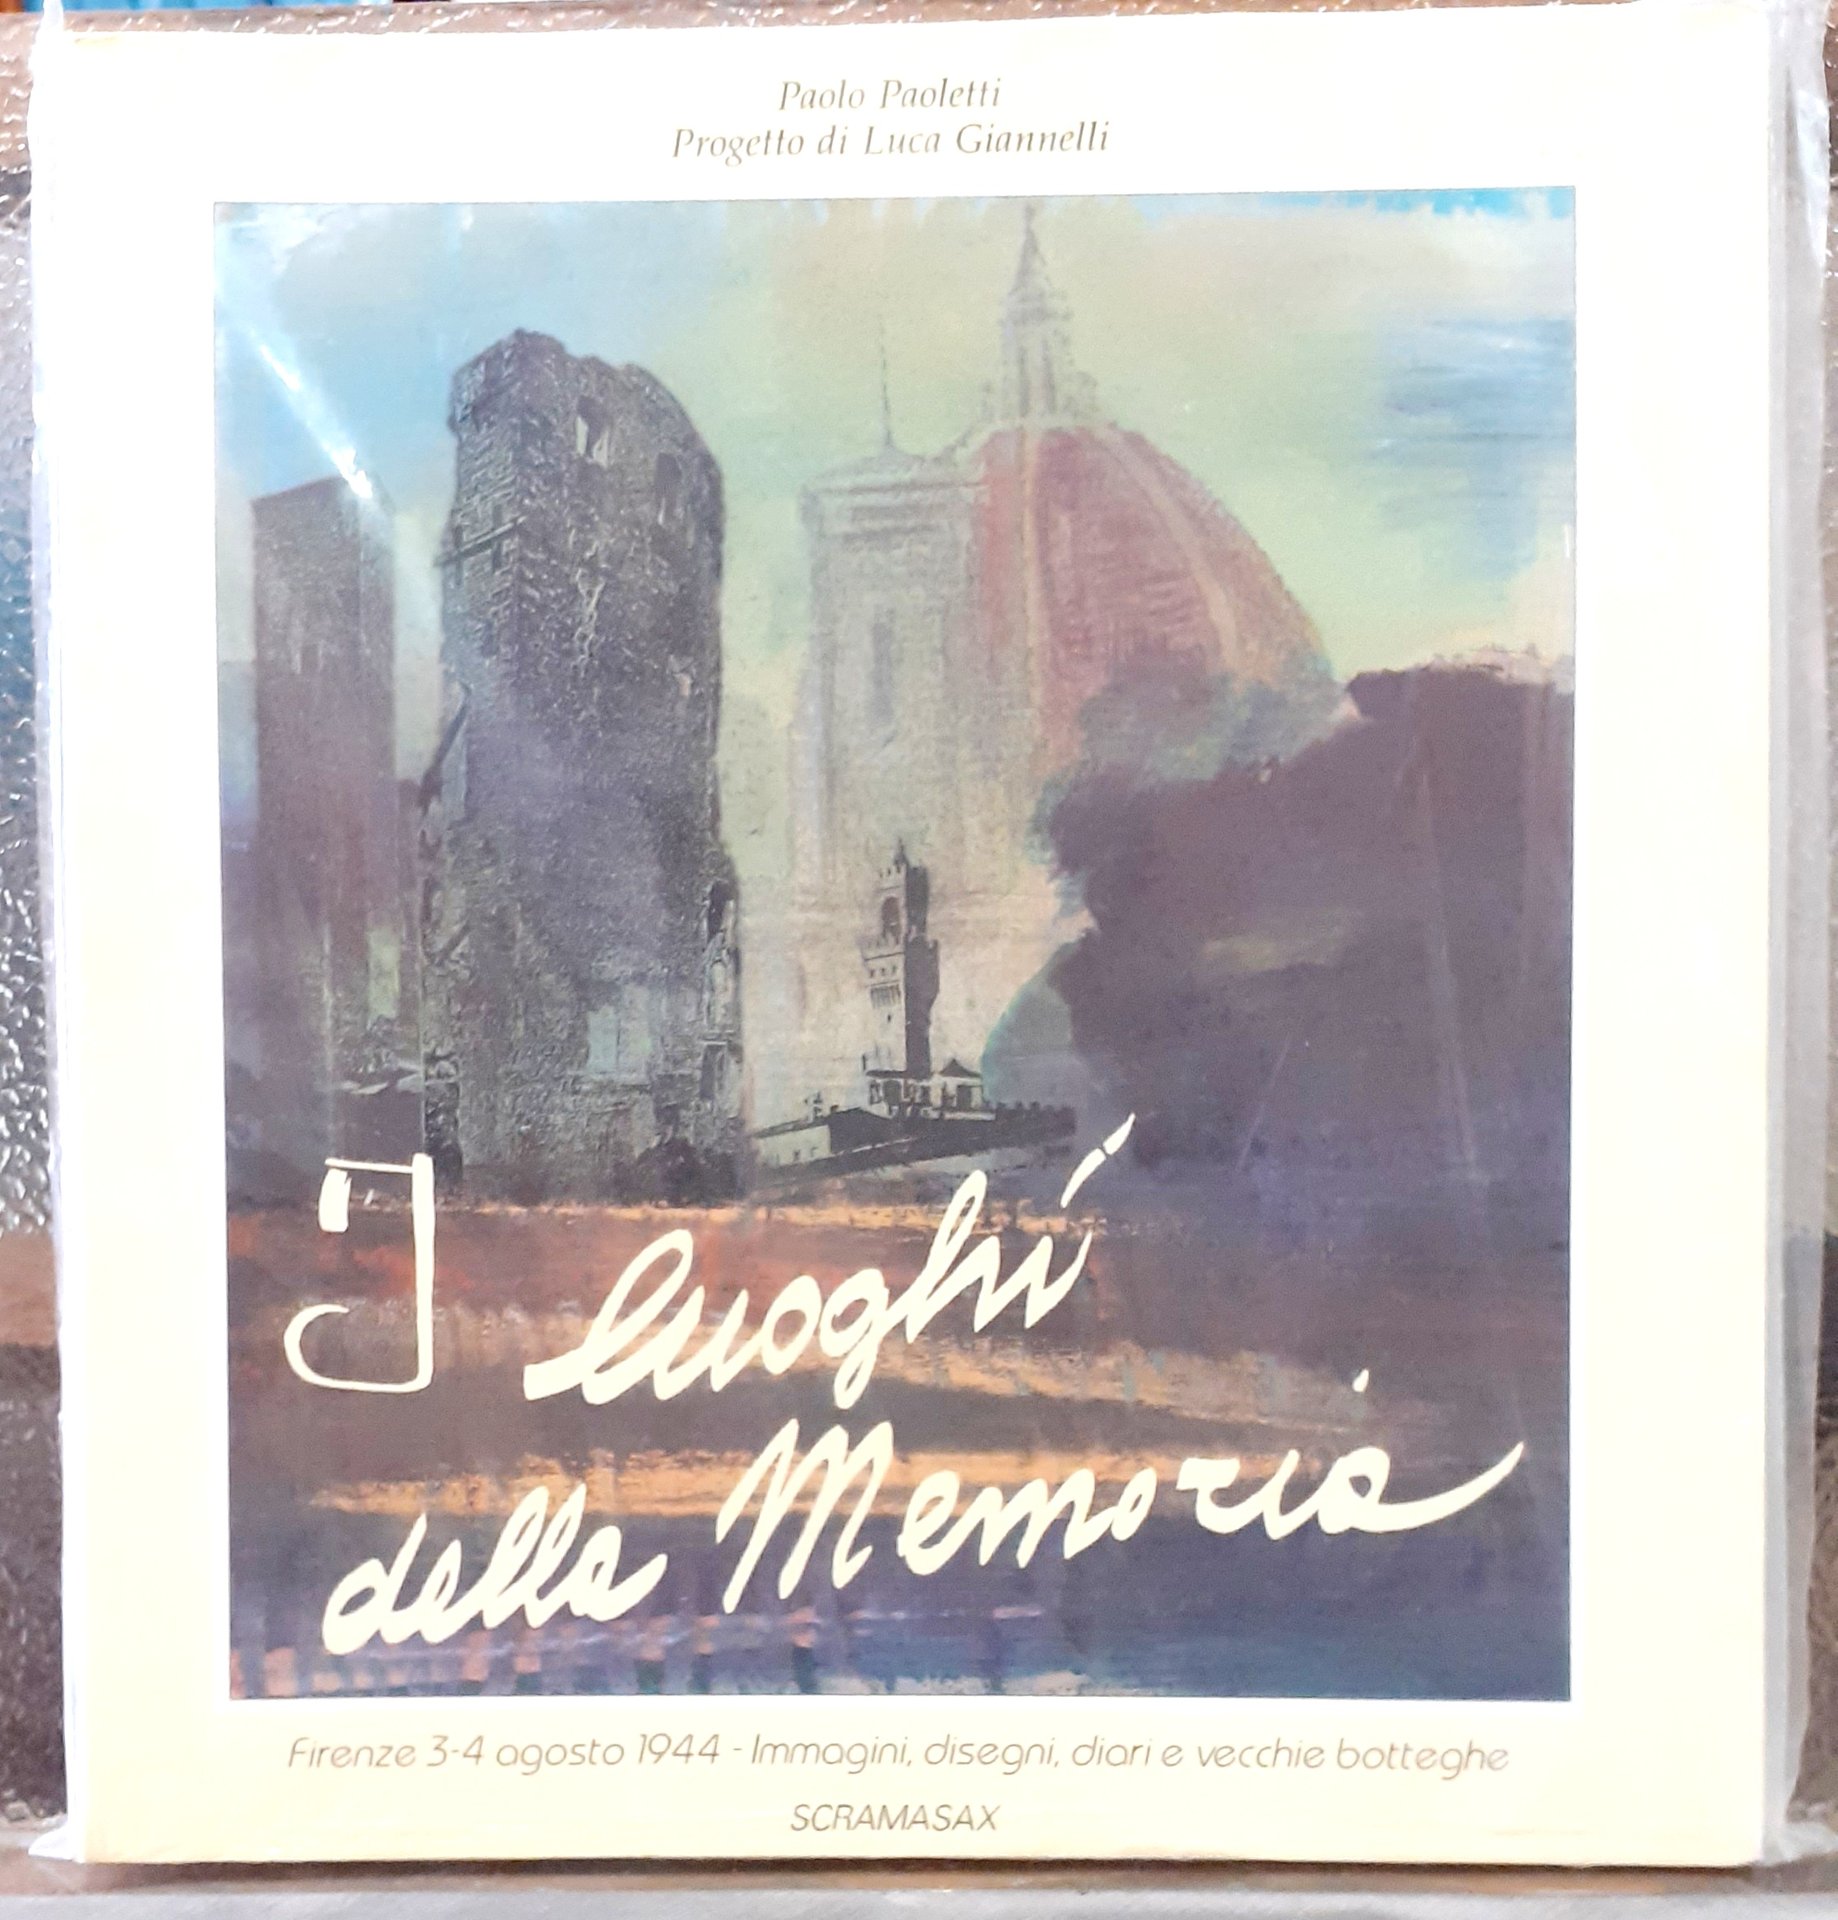 Paolo Paoletti
Progetto di Luca Giannelli
I luoghi
della Memoria
Firenze 3-4 agosto 1944 - Immagini, disegni, diari e vecchie botteghe
SCRAMASAX